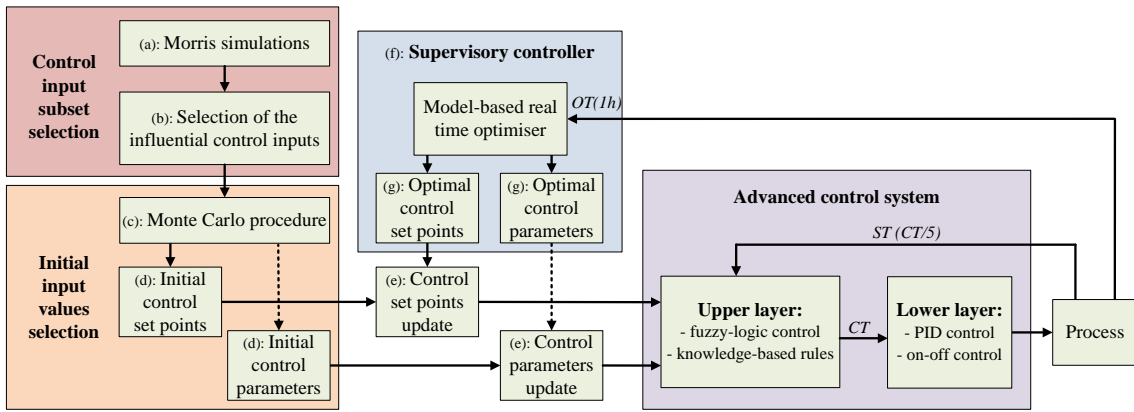 Control
input
subset
selection
(a): Morris simulations
(b): Selection of the
influential control inputs
Initial
input
values
selection
(c): Monte Carlo procedure
(d): Initial
control
set points
(d): Initial
control
parameters
(f): Supervisory controller
Model-based real
time optimiser
OT(1h)
(g): Optimal
control
set points
(g): Optimal
control
parameters
(e): Control
set points
update
(e): Control
parameters
update
Advanced control system
ST (CT/5)
Upper layer:
- fuzzy-logic control
- knowledge-based rules
CT
Lower layer:
- PID control
- on-off control
Process